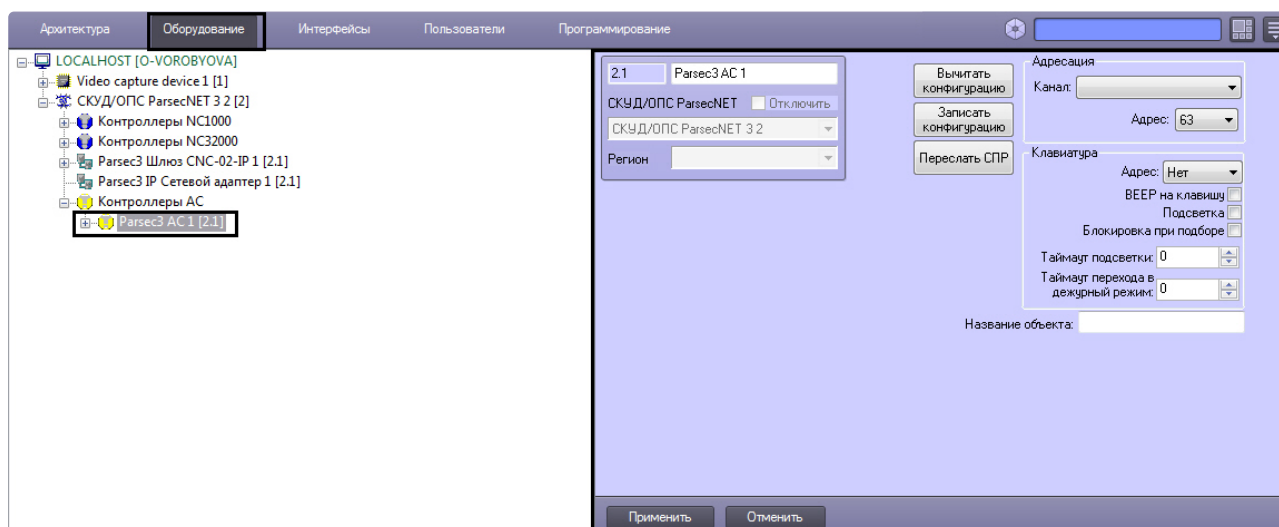 Архитектура Оборудование Интерфейсы Пользователи Программирование
LOCALHOST [O-VOROBYOVA]
Video capture device 1 [1]
СКУД/ОПС ParsecNET 3 2 [2]
Контроллеры NC1000
Контроллеры NC32000
Parsec3 Шлюз CNC-02-IP 1 [2.1]
Parsec3 IP Сетевой адаптер 1 [2.1]
Контроллеры AC
Parsec3 AC 1 [2.1]
2.1 Parsec3 AC 1
СКУД/ОПС ParsecNET Отключить
СКУД/ОПС ParsecNET 3 2
Регион
Вычитать
конфигурацию
Записать
конфигурацию
Переслать СПР
Адресация
Канал:
Адрес: 63
Клавиатура
Адрес: Нет
BEEP на клавишу
Подсветка
Блокировка при подборе
Таймаут подсветки: 0
Таймаут перехода в
дежурный режим: 0
Название объекта:
Применить Отменить